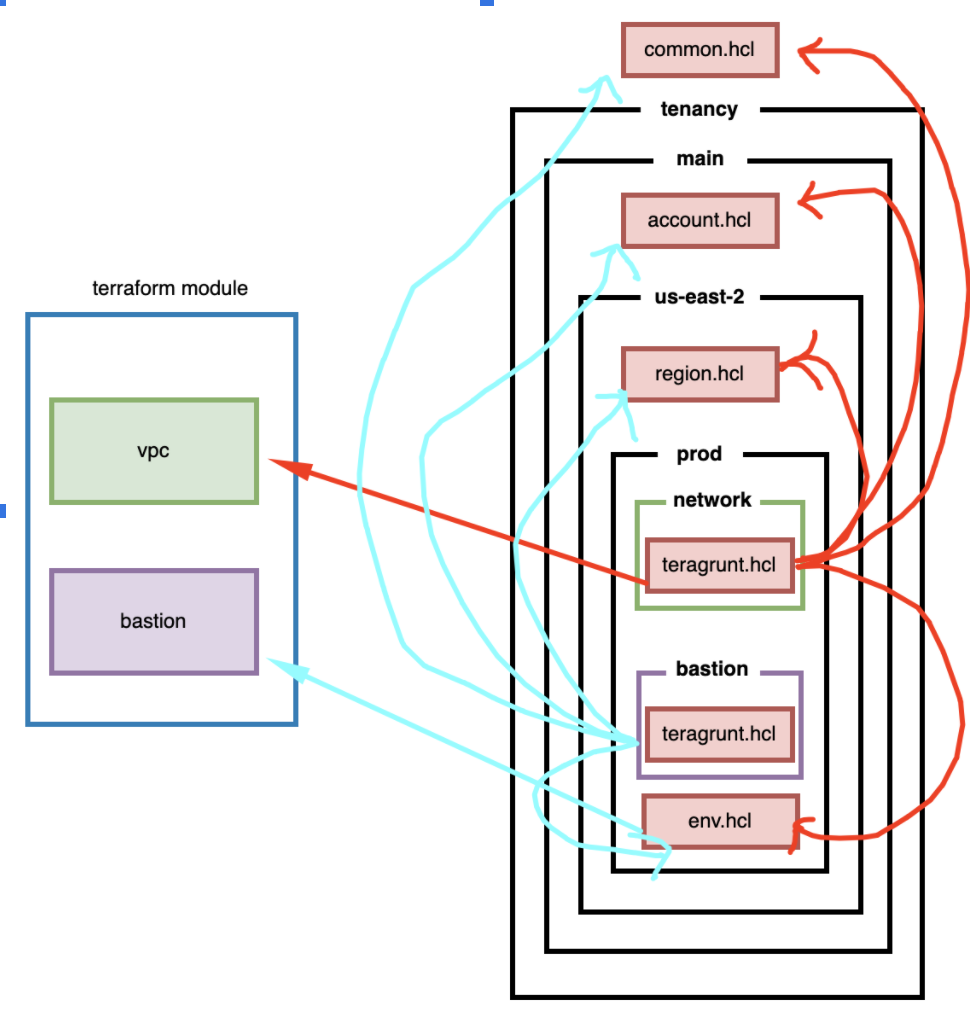 common.hcl
tenancy
main
account.hcl
terraform module
us-east-2
region.hcl
vpc
prod
network
teragrunt.hcl
bastion
bastion
teragrunt.hcl
env.hcl